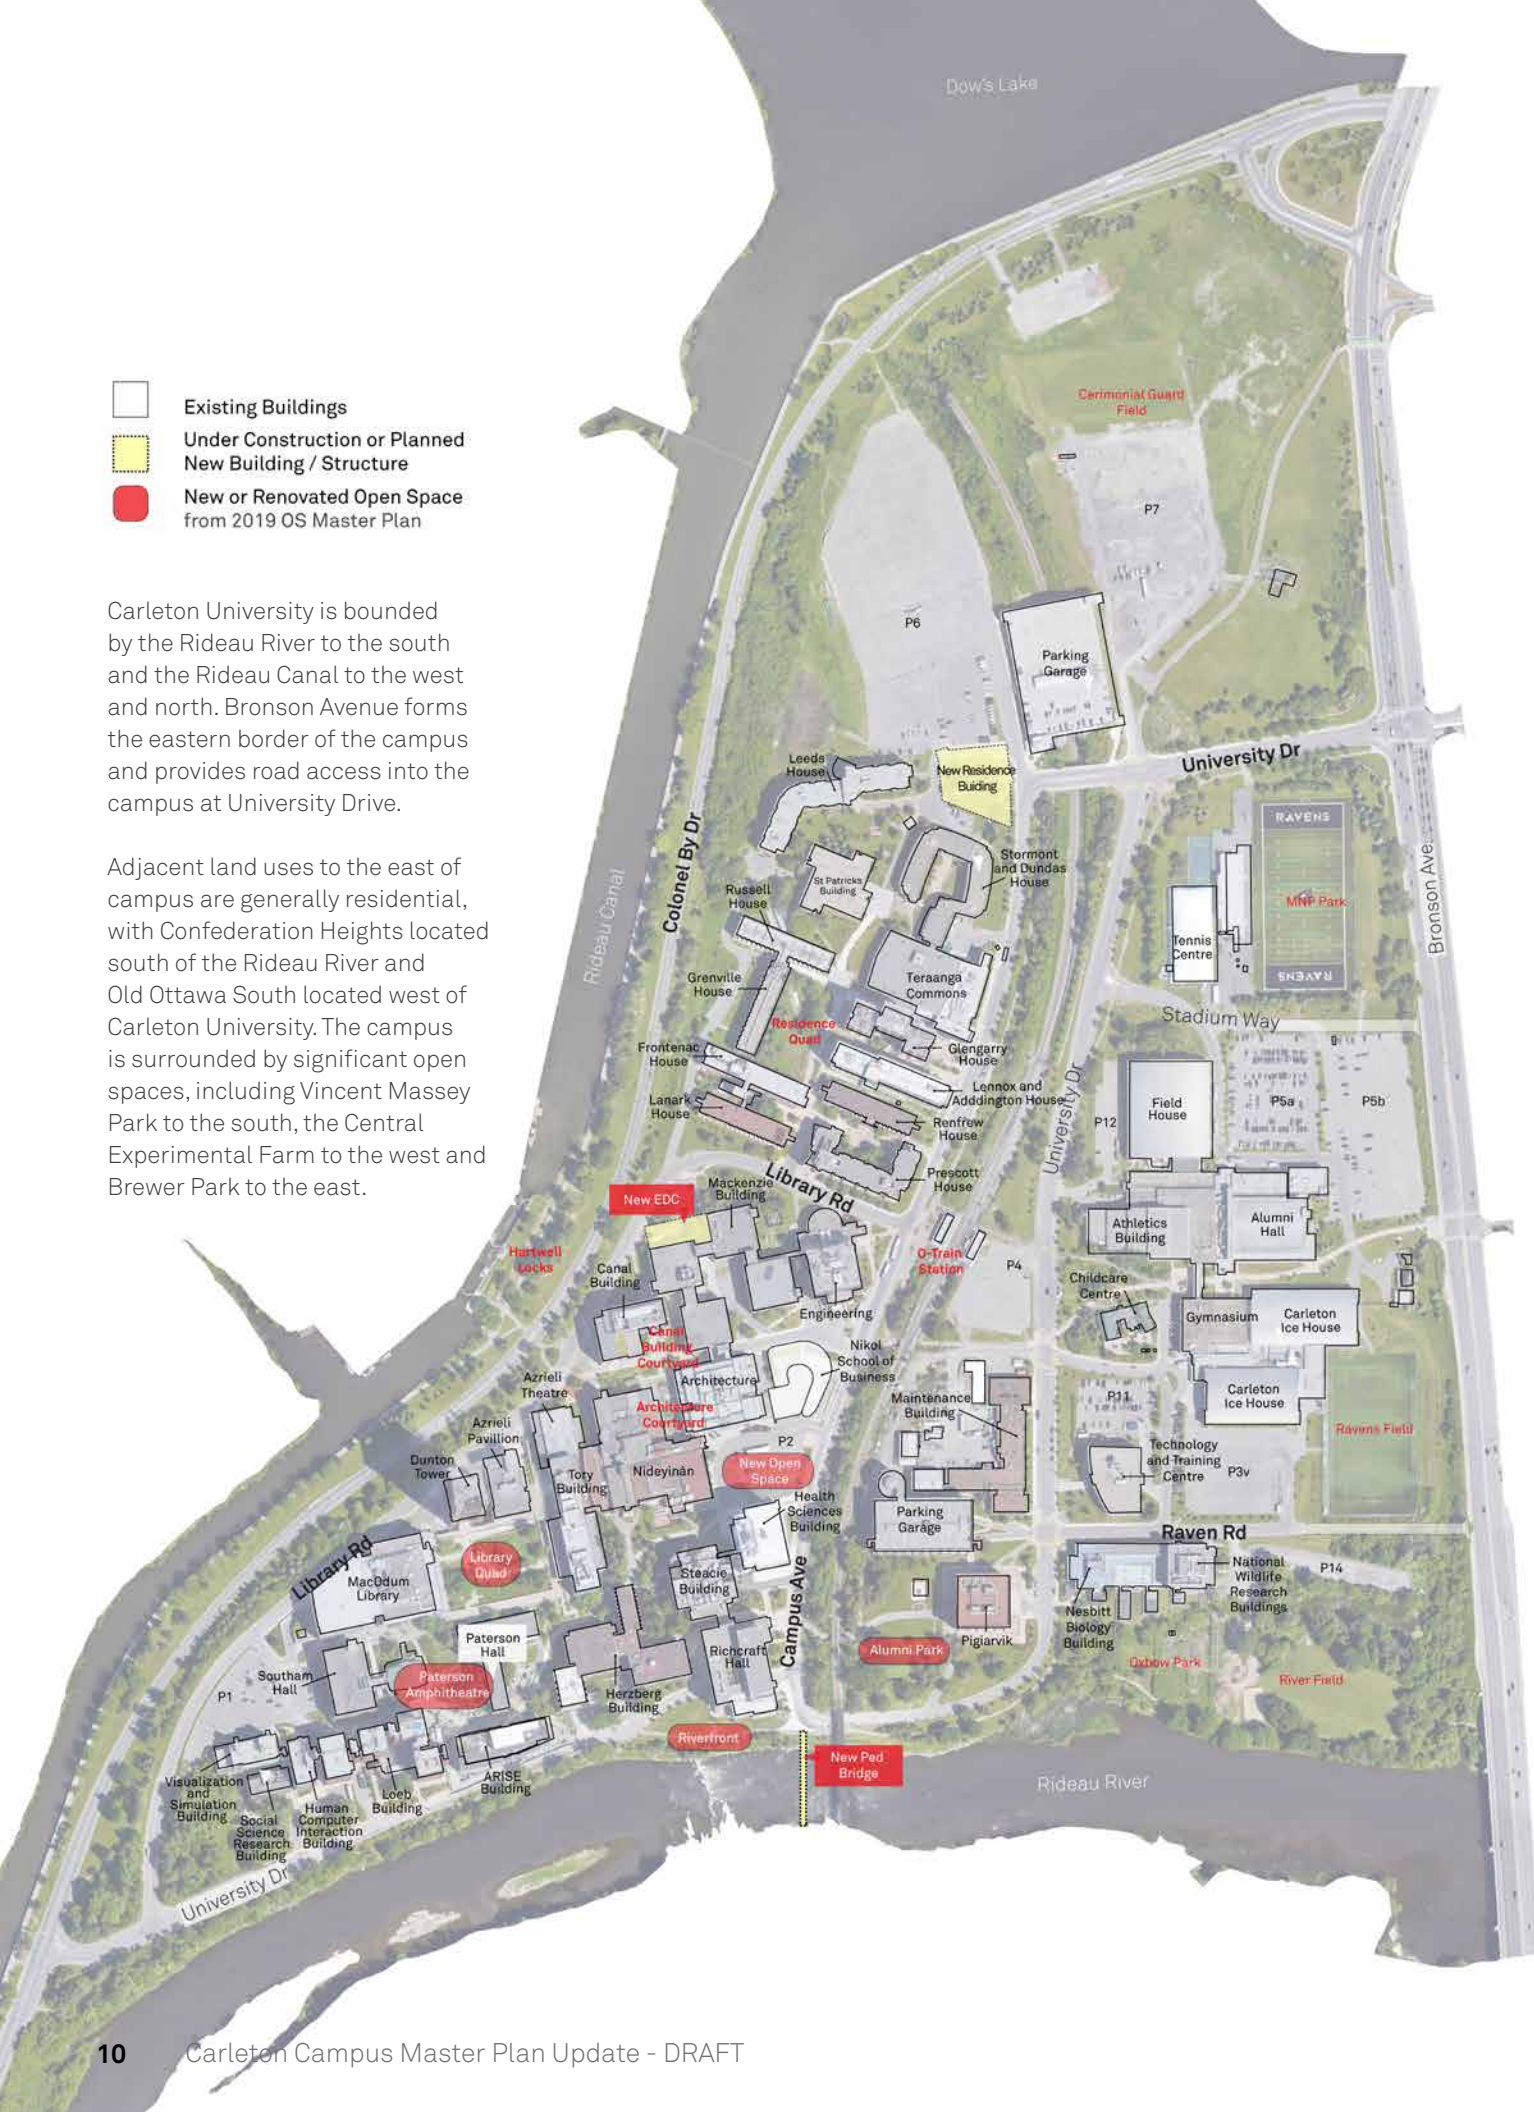 Dow's Lake
Existing Buildings
Under Construction or Planned
New Building / Structure
New or Renovated Open Space
from 2019 OS Master Plan
Carleton University is bounded
by the Rideau River to the south
and the Rideau Canal to the west
and north. Bronson Avenue forms
the eastern border of the campus
and provides road access into the
campus at University Drive.
Adjacent land uses to the east of
campus are generally residential,
with Confederation Heights located
south of the Rideau River and
Old Ottawa South located west of
Carleton University. The campus
is surrounded by significant open
spaces, including Vincent Massey
Park to the south, the Central
Experimental Farm to the west and
Brewer Park to the east.
Cerimonial Guard
Field
P7
P6
Parking
Garage
University Dr
Leeds
House
New Residence
Buiding
Colonel By Dr
Rideau Canal
RAVENS
MNP Park
RAVENS
Bronson Ave.
Stormont
and Dundas
House
St Patricks
Building
Russell
House
Tennis
Centre
Grenville
House
Teraanga
Commons
Stadium Way
Residence
Quad
Frontenac
House
Glengarry
House
Lanark
House
Lennox and
Adddington House
Renfrew
House
University Dr
P12
Field
House
P5a
P5b
Prescott
House
Library Rd
Mackenzie
Building
New EDC
Hartwell
Locks
Canal
Building
O-Train
Station
P4
Athletics
Building
Alumni
Hall
Childcare
Centre
Engineering
Gymnasium
Carleton
Ice House
Canal
Building
Courtyard
Nikol
School of
Business
Architecture
Azrieli
Theatre
Architecture
Courtyard
Maintenance
Building
P11
Carleton
Ice House
Ravens Field
Azrieli
Pavillion
Dunton
Tower
P2
New Open
Space
Tory
Building
Nideyinàn
Technology
and Training
Centre
P3v
Health
Sciences
Building
Parking
Garage
Raven Rd
Library Rd
Library
Quad
MacOdum
Library
Steacie
Building
Campus Ave
National
Wildlife
Research
Buildings
P14
Nesbitt
Biology
Building
Paterson
Hall
Richcraft
Hall
Alumni Park
Pigiarvik
Oxbow Park
River Field
Southam
Hall
P1
Paterson
Amphitheatre
Herzberg
Building
Riverfront
New Ped
Bridge
Rideau River
Visualization
and
Simulation
Building
Social
Science
Research
Building
Human
Computer
Interaction
Building
Loeb
Building
ARISE
Building
University Dr
10 Carleton Campus Master Plan Update - DRAFT